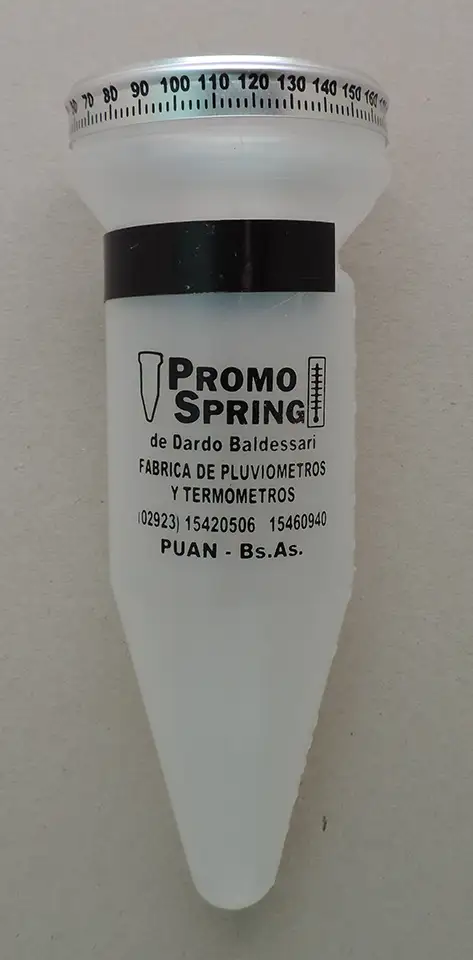 70 80 90 100 110 120 130 140 150 160
PROMO
SPRING
de Dardo Baldessari
FABRICA DE PLUVIOMETROS
Y TERMOMETROS
(02923) 15420506 15460940
PUAN - Bs.As.